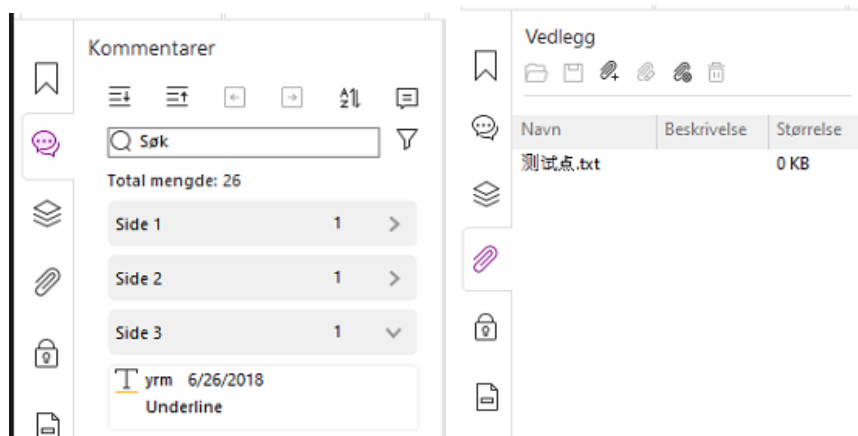 Kommentarer
Søk
Total mengde: 26
Side 1 1
Side 2 1
Side 3 1
yrm 6/26/2018
Underline
Vedlegg
Navn Beskrivelse Størrelse
测试点.txt 0 KB